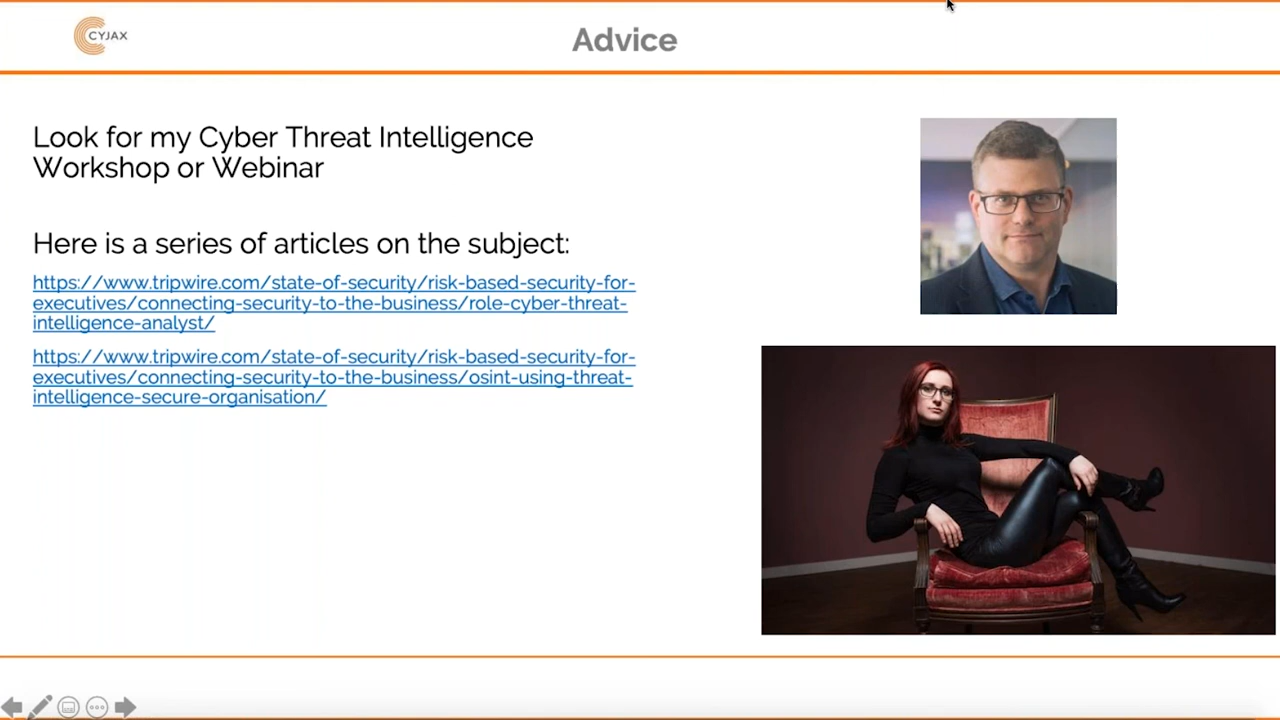 CYJAX
Advice
Look for my Cyber Threat Intelligence
Workshop or Webinar
Here is a series of articles on the subject:
https://www.tripwire.com/state-of-security/risk-based-security-for-
executives/connecting-security-to-the-business/role-cyber-threat-
intelligence-analyst/
https://www.tripwire.com/state-of-security/risk-based-security-for-
executives/connecting-security-to-the-business/osint-using-threat-
intelligence-secure-organisation/